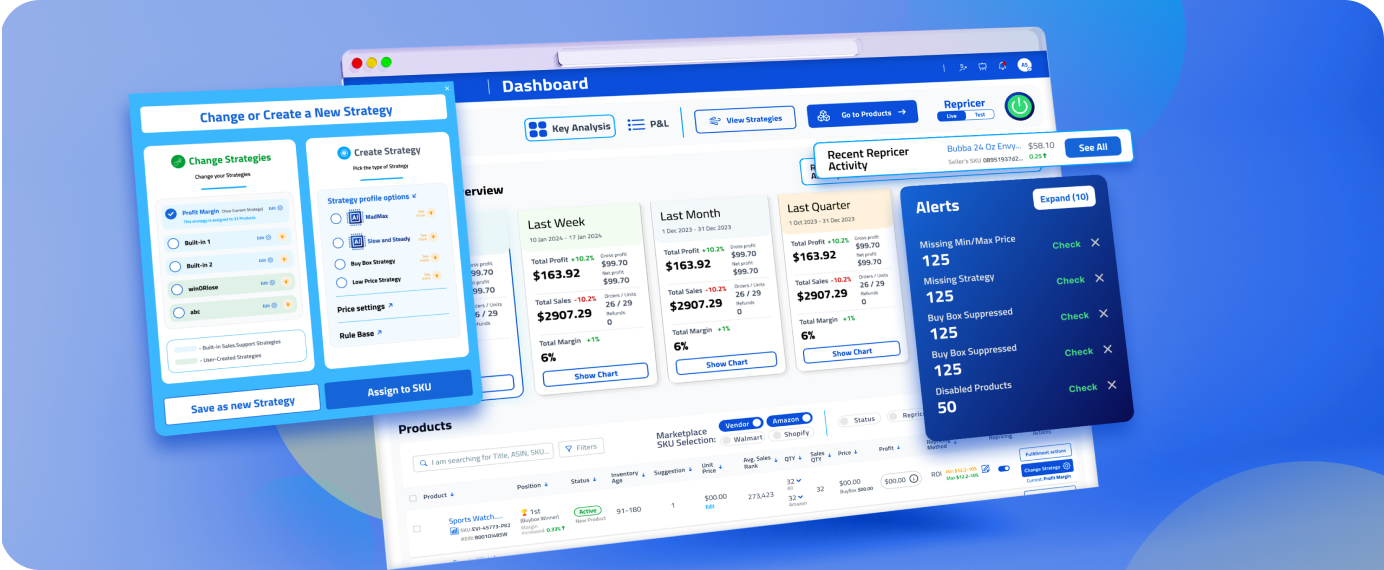 Dashboard
AS
Key Analysis
P&L
View Strategies
Go to Products
Repricer
Live
Test
Change or Create a New Strategy
Change Strategies
Change your Strategies
Profit Margin (Your Current Strategy)
Edit
This strategy is assigned to 37 Products
Built-in 1
Edit
Built-in 2
Edit
winORlose
Edit
abc
Edit
- Built-in Sales.Support Strategies
- User-Created Strategies
Create Strategy
Pick the type of Strategy
Strategy profile options
AI MadMax
AI Slow and Steady
Buy Box Strategy
Low Price Strategy
Price settings
Rule Base
Save as new Strategy
Assign to SKU
Recent Repricer
Activity
Bubba 24 Oz Envy...
$58.10
Seller's SKU 0895193762...
0.25
See All
erview
Last Week
10 Jan 2024 - 17 Jan 2024
Total Profit +10.2%
$163.92
Gross profit
$99.70
Net profit
$99.70
Total Sales -10.2%
$2907.29
Orders / Units
26 / 29
Refunds
0
Total Margin +1%
6%
Show Chart
Last Month
1 Dec 2023 - 31 Dec 2023
Total Profit +10.2%
$163.92
Gross profit
$99.70
Net profit
$99.70
Total Sales -10.2%
$2907.29
Orders / Units
26 / 29
Refunds
0
Total Margin +1%
6%
Show Chart
Last Quarter
1 Oct 2023 - 31 Dec 2023
Total Profit +10.2%
$163.92
Gross profit
$99.70
Net profit
$99.70
Total Sales -10.2%
$2907.29
Orders / Units
26 / 29
Refunds
0
Total Margin +1%
6%
Show Chart
Alerts
Expand (10)
Missing Min/Max Price
125
Check
Missing Strategy
125
Check
Buy Box Suppressed
125
Check
Buy Box Suppressed
125
Check
Disabled Products
50
Check
Products
I am searching for Title, ASIN, SKU...
Filters
Marketplace
SKU Selection:
Vendor
Amazon
Walmart
Shopify
Status
Repric
Product
Position
Status
Inventory
Age
Suggestion
Unit
Price
Avg. Sales
Rank
QTY
Sales
QTY
Price
Profit
Method
Repricing
Sports Watch.....
SKU:EVI-45773-PK2
ASIN:B0010J48SW
1st
(Buybox Winner)
Margin
Increased: 0.32%
Active
New Product
91-180
1
$00.00
Edit
273,423
32
All
32
Amazon
32
$00.00
BuyBox $00.00
$00.00
ROI
Min $12.2-10%
Max $12.2-10%
Fulfillment actions
Change Strategy
Current: Profit Margin